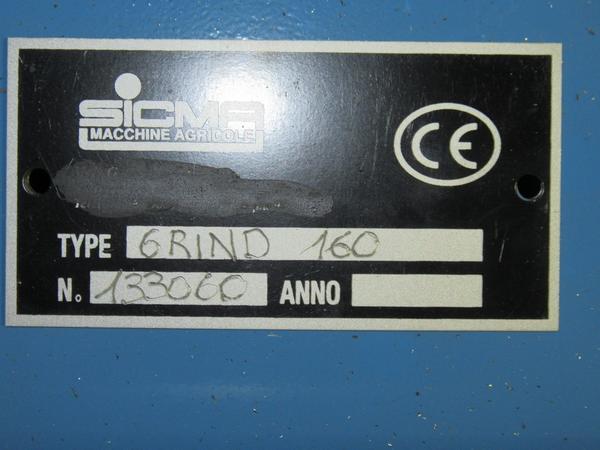 SICMA
MACCHINE AGRICOLE
CE
TYPE GRIND 160
N. 133060 ANNO